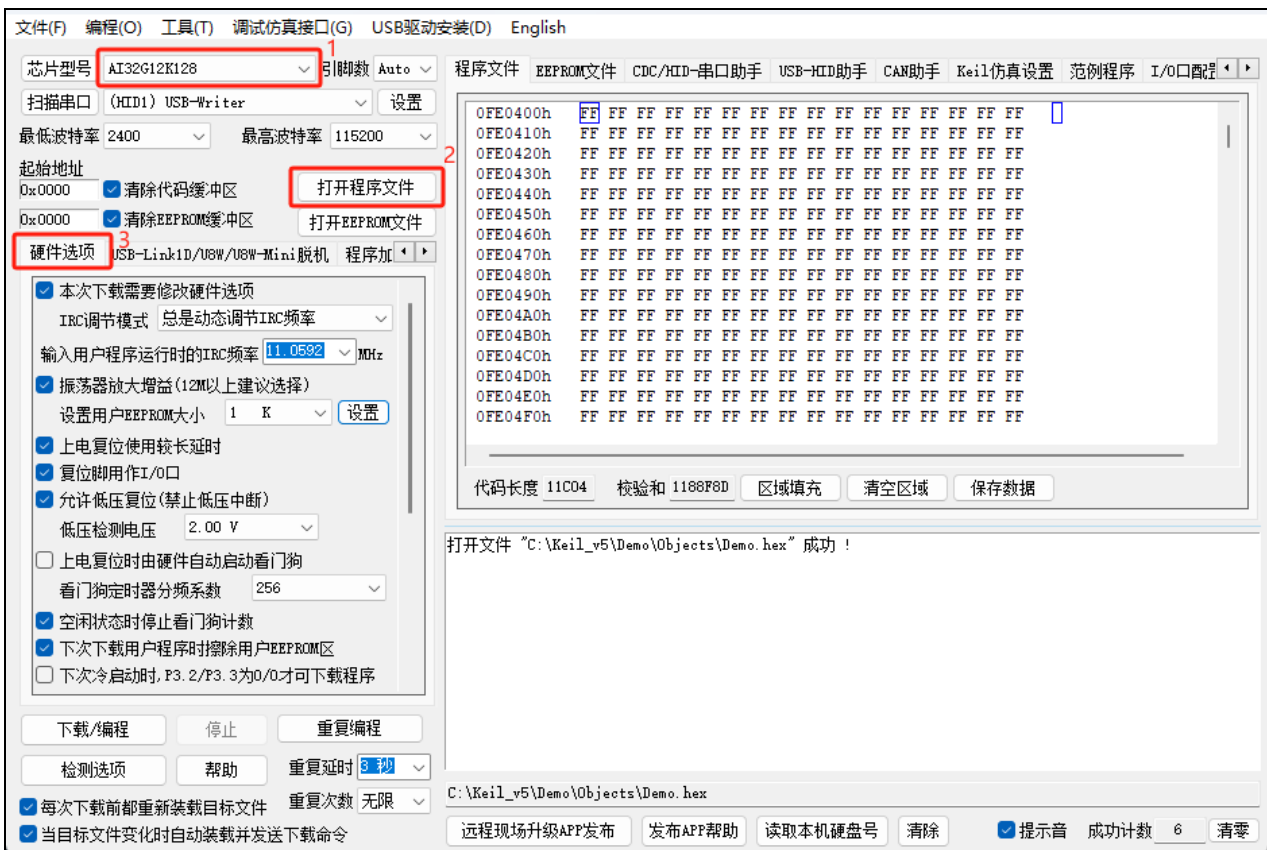 文件(F) 编程(O) 工具(T) 调试仿真接口(G) USB驱动安装(D) English
1
芯片型号 AI32G12K128 引脚数 Auto
扫描串口 (HID1) USB-Writer 设置
最低波特率 2400 最高波特率 115200
起始地址
2
0x0000 清除代码缓冲区 打开程序文件
0x0000 清除EEPROM缓冲区 打开EEPROM文件
3
硬件选项 USB-Link1D/U8W/U8W-Mini脱机 程序加
本次下载需要修改硬件选项
IRC调节模式 总是动态调节IRC频率
输入用户程序运行时的IRC频率 11.0592 MHz
振荡器放大增益(12M以上建议选择)
设置用户EEPROM大小 1 K 设置
上电复位使用较长延时
复位脚用作I/O口
允许低压复位(禁止低压中断)
低压检测电压 2.00 V
上电复位时由硬件自动启动看门狗
看门狗定时器分频系数 256
空闲状态时停止看门狗计数
下次下载用户程序时擦除用户EEPROM区
下次冷启动时,P3.2/P3.3为0/0才可下载程序
下载/编程 停止 重复编程
检测选项 帮助 重复延时 3 秒
每次下载前都重新装载目标文件 重复次数 无限
当目标文件变化时自动装载并发送下载命令
程序文件 EEPROM文件 CDC/HID-串口助手 USB-HID助手 CAN助手 Keil仿真设置 范例程序 I/O口配
0FE0400h FF FF FF FF FF FF FF FF FF FF FF FF FF FF FF FF
0FE0410h FF FF FF FF FF FF FF FF FF FF FF FF FF FF FF FF
0FE0420h FF FF FF FF FF FF FF FF FF FF FF FF FF FF FF FF
0FE0430h FF FF FF FF FF FF FF FF FF FF FF FF FF FF FF FF
0FE0440h FF FF FF FF FF FF FF FF FF FF FF FF FF FF FF FF
0FE0450h FF FF FF FF FF FF FF FF FF FF FF FF FF FF FF FF
0FE0460h FF FF FF FF FF FF FF FF FF FF FF FF FF FF FF FF
0FE0470h FF FF FF FF FF FF FF FF FF FF FF FF FF FF FF FF
0FE0480h FF FF FF FF FF FF FF FF FF FF FF FF FF FF FF FF
0FE0490h FF FF FF FF FF FF FF FF FF FF FF FF FF FF FF FF
0FE04A0h FF FF FF FF FF FF FF FF FF FF FF FF FF FF FF FF
0FE04B0h FF FF FF FF FF FF FF FF FF FF FF FF FF FF FF FF
0FE04C0h FF FF FF FF FF FF FF FF FF FF FF FF FF FF FF FF
0FE04D0h FF FF FF FF FF FF FF FF FF FF FF FF FF FF FF FF
0FE04E0h FF FF FF FF FF FF FF FF FF FF FF FF FF FF FF FF
0FE04F0h FF FF FF FF FF FF FF FF FF FF FF FF FF FF FF FF
代码长度 11C04 校验和 1188F8D 区域填充 清空区域 保存数据
打开文件 "C:\Keil_v5\Demo\Objects\Demo.hex" 成功 !
C:\Keil_v5\Demo\Objects\Demo.hex
远程现场升级APP发布 发布APP帮助 读取本机硬盘号 清除 提示音 成功计数 6 清零